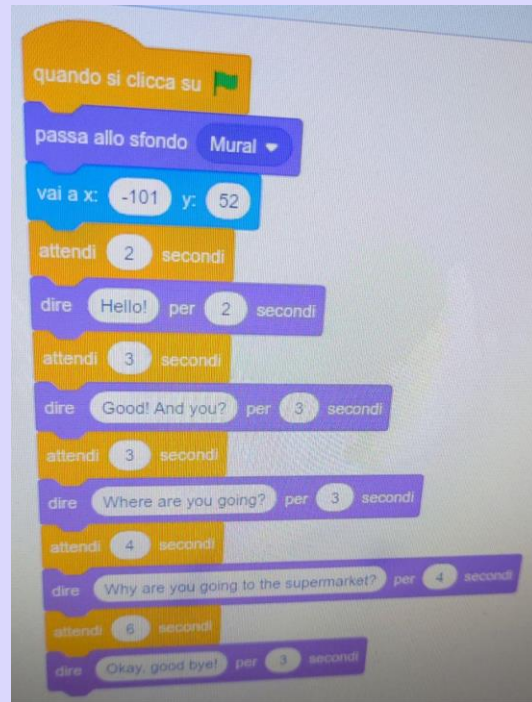 quando si clicca su
passa allo sfondo Mural
vai a x: -101 y: 52
attendi 2 secondi
dire Hello! per 2 secondi
attendi 3 secondi
dire Good! And you? per 3 secondi
attendi 3 secondi
dire Where are you going? per 3 secondi
attendi 4 secondi
dire Why are you going to the supermarket? per 4 secondi
attendi 6 secondi
dire Okay, good bye! per 3 secondi